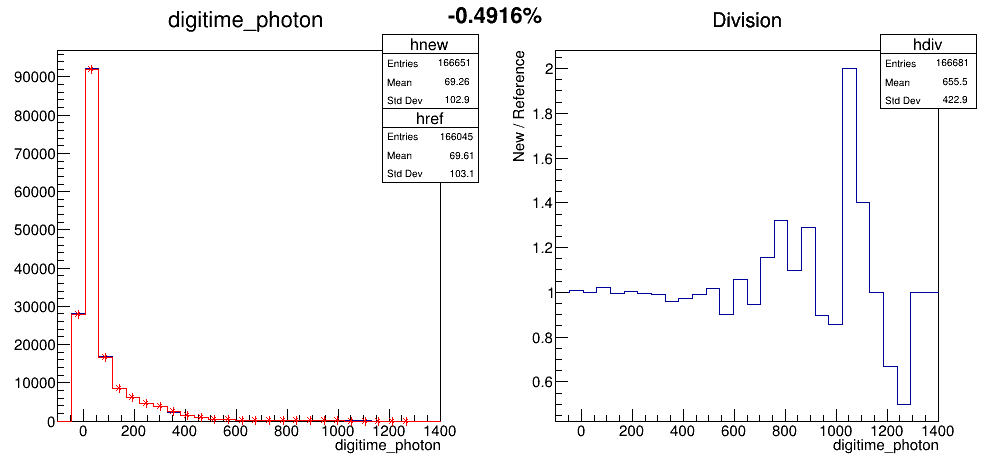 -0.4916%
digitime_photon
hnew
Entries 166651
Mean 69.26
Std Dev 102.9
href
Entries 166045
Mean 69.61
Std Dev 103.1
90000
80000
70000
60000
50000
40000
30000
20000
10000
0
0 200 400 600 800 1000 1200 1400
digitime_photon
Division
hdiv
Entries 166681
Mean 655.5
Std Dev 422.9
New / Reference
2
1.8
1.6
1.4
1.2
1
0.8
0.6
0 200 400 600 800 1000 1200 1400
digitime_photon